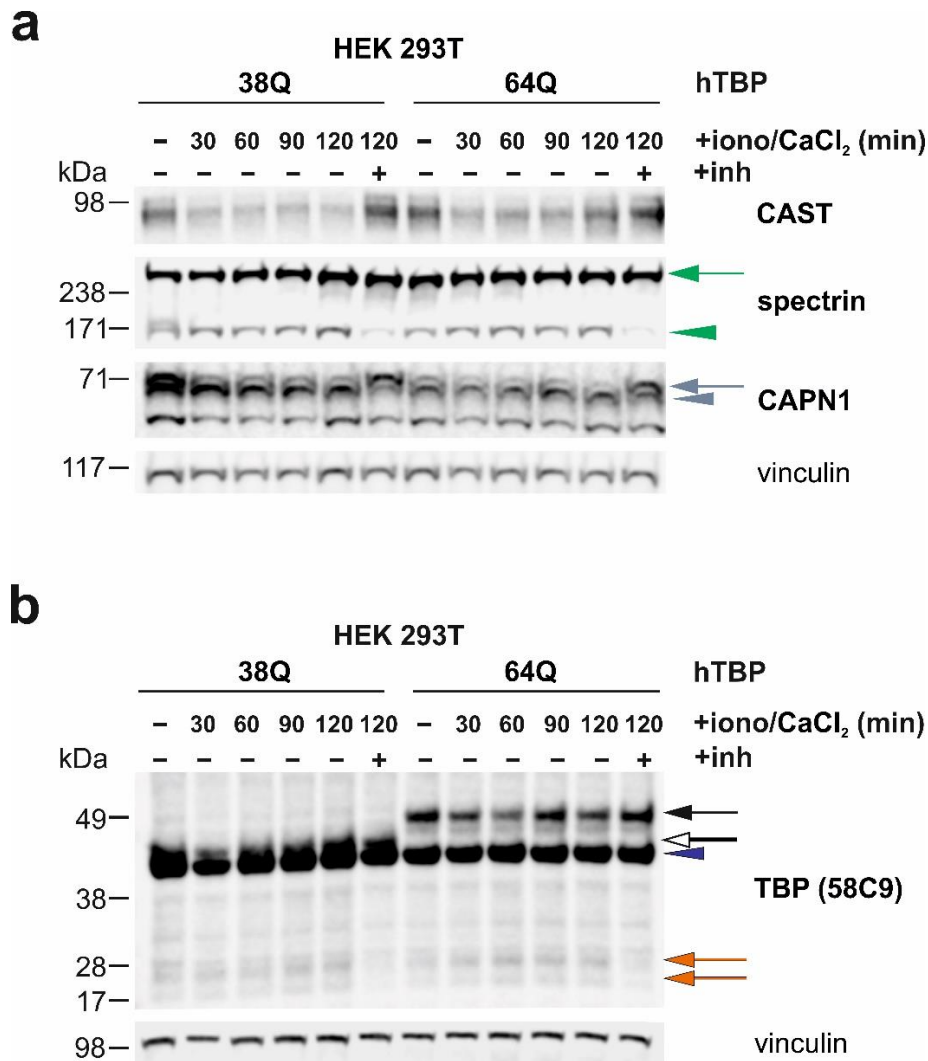 a
HEK 293T
38Q 64Q hTBP
– 30 60 90 120 120 – 30 60 90 120 120 +iono/CaCl₂ (min)
kDa – – – – – + – – – – – + +inh
98 CAST
238 spectrin
171
71 CAPN1
117 vinculin
b
HEK 293T
38Q 64Q hTBP
– 30 60 90 120 120 – 30 60 90 120 120 +iono/CaCl₂ (min)
kDa – – – – – + – – – – – + +inh
49
38 TBP (58C9)
28
17
98 vinculin